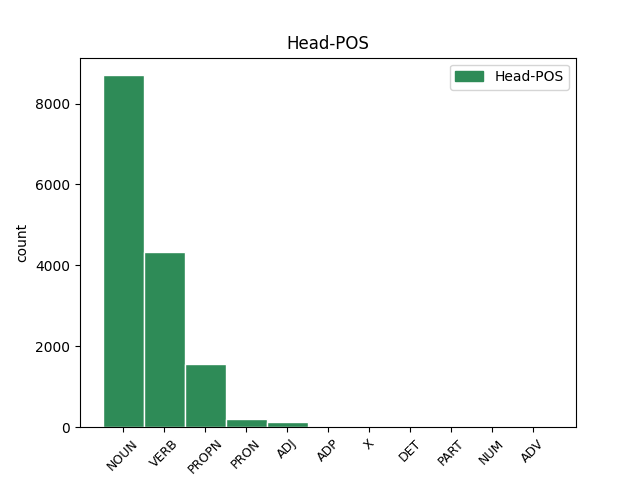 Head-POS
Head-POS
count
8000
6000
4000
2000
0
NOUN
VERB
PROPN
PRON
ADJ
ADP
X
DET
PART
NUM
ADV